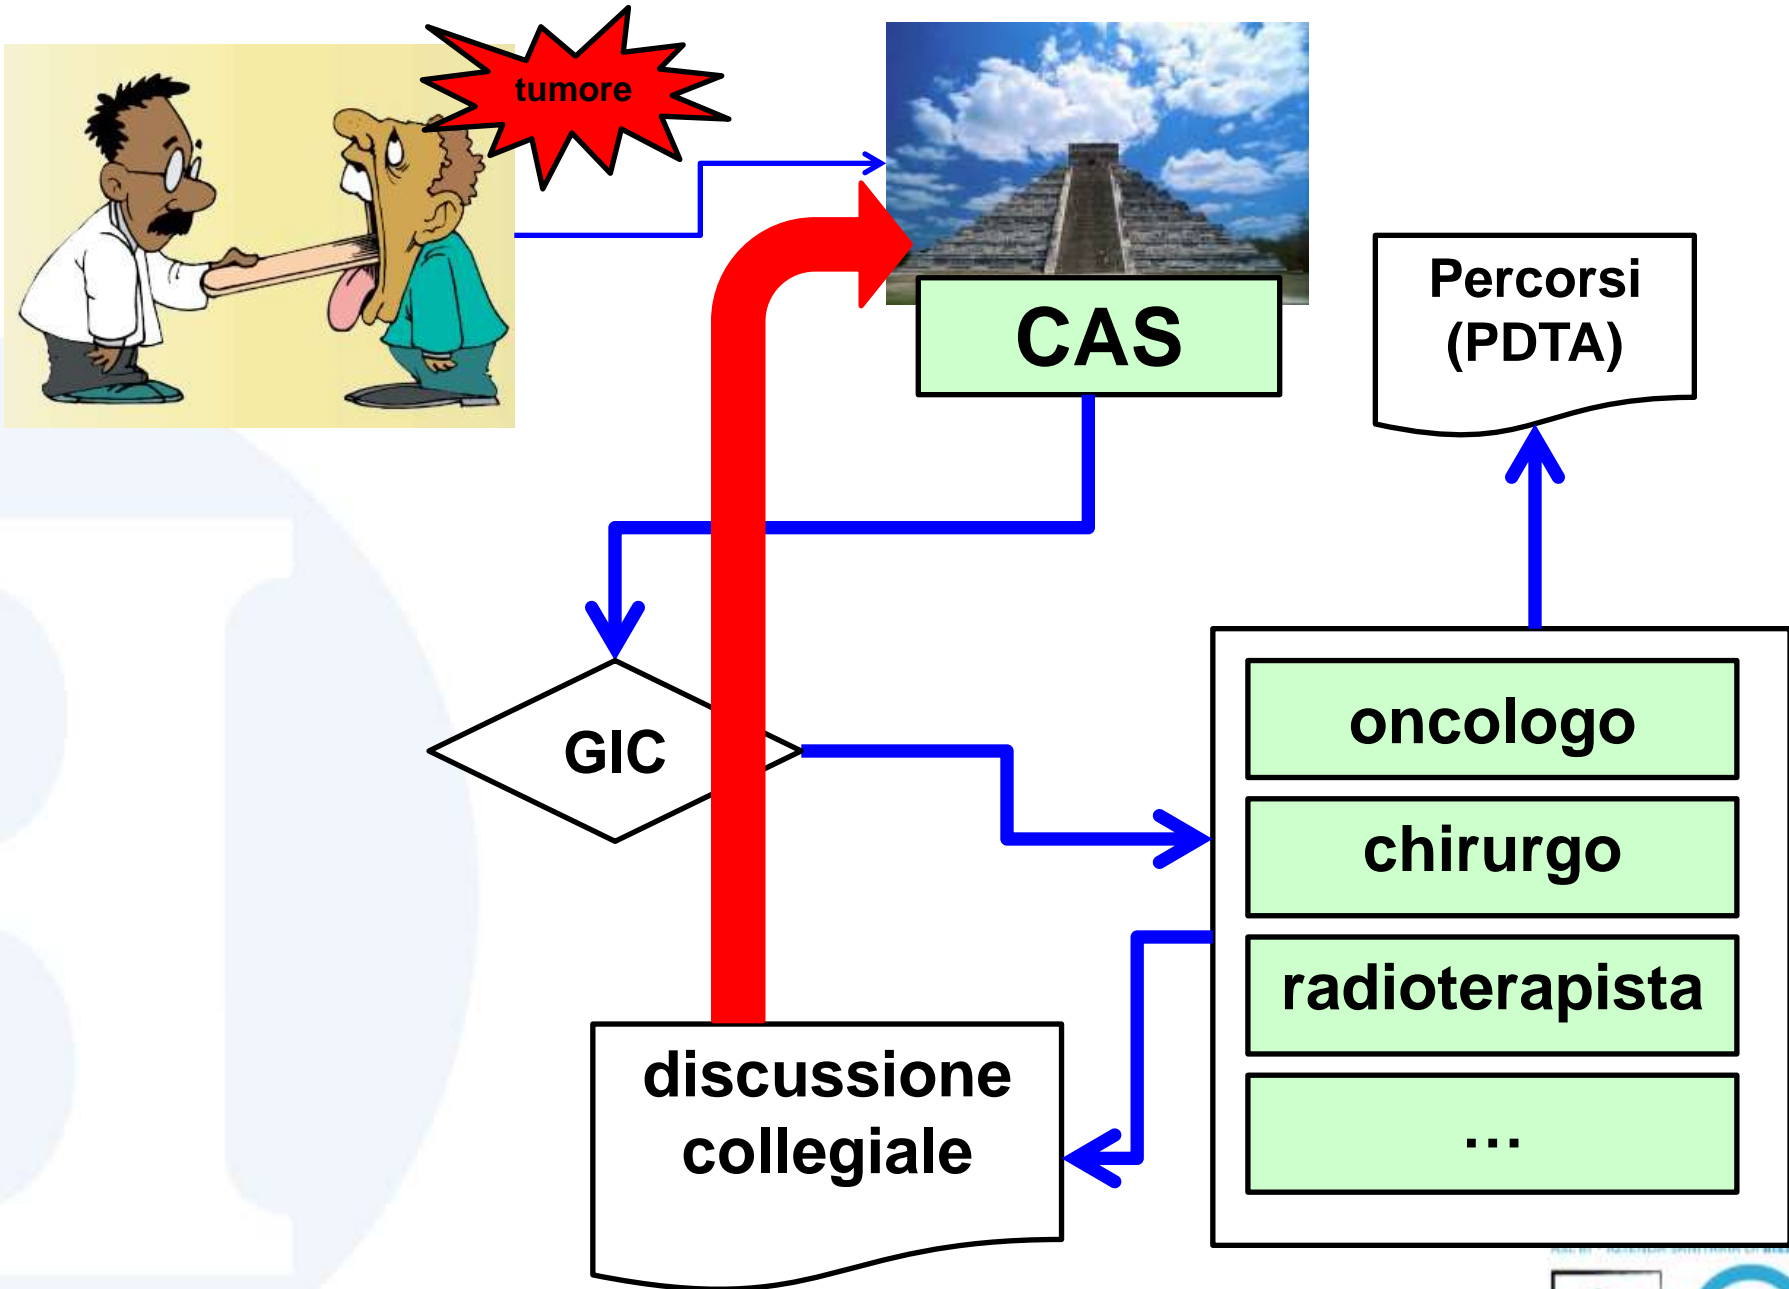 tumore
CAS
Percorsi
(PDTA)
GIC
oncologo
chirurgo
radioterapista
…
discussione
collegiale